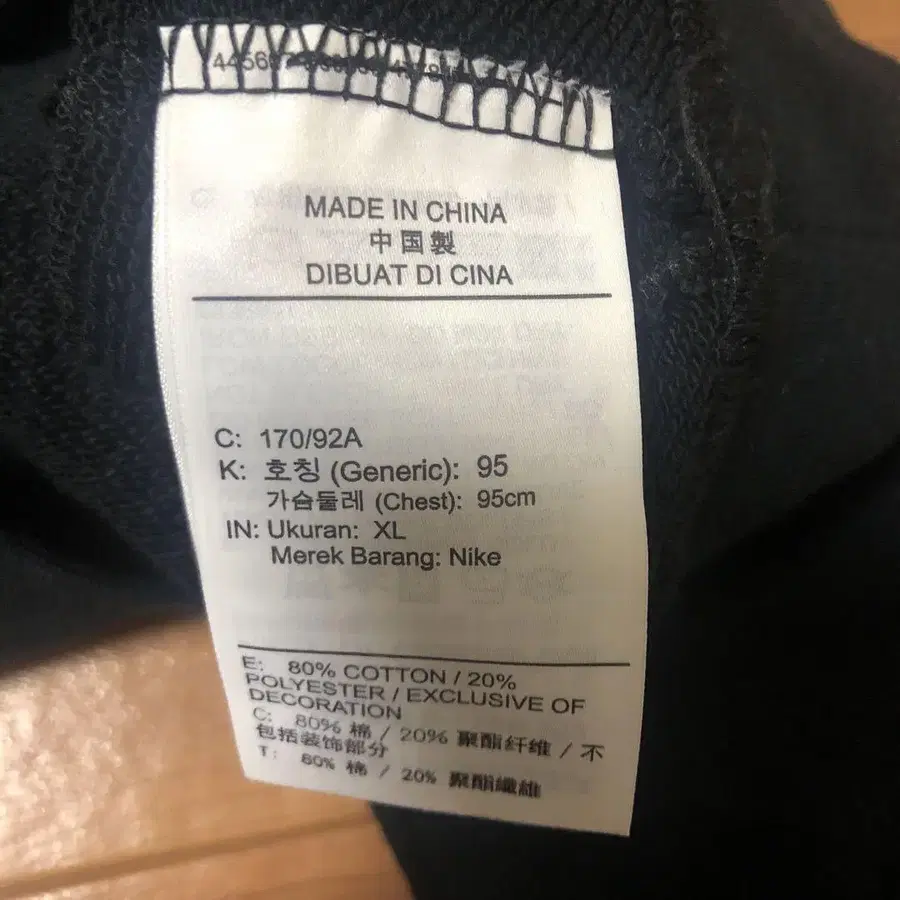 MADE IN CHINA
中国製
DIBUAT DI CINA
C: 170/92A
K: 호칭 (Generic): 95
가슴둘레 (Chest): 95cm
IN: Ukuran: XL
Merek Barang: Nike
E: 80% COTTON / 20%
POLYESTER / EXCLUSIVE OF
DECORATION
C: 80% 棉 / 20% 聚酯纤维 / 不
包括装饰部分
T: 80% 棉 / 20% 聚酯纖維